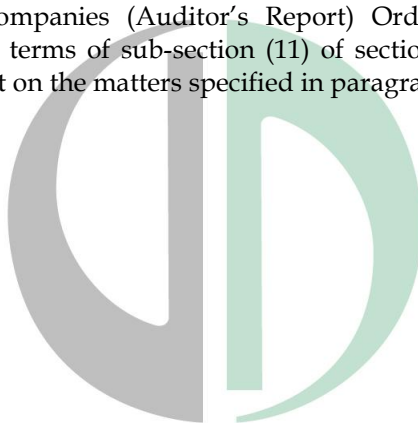 ompanies (Auditor’s Report) Ord
terms of sub-section (11) of sectio
t on the matters specified in paragra